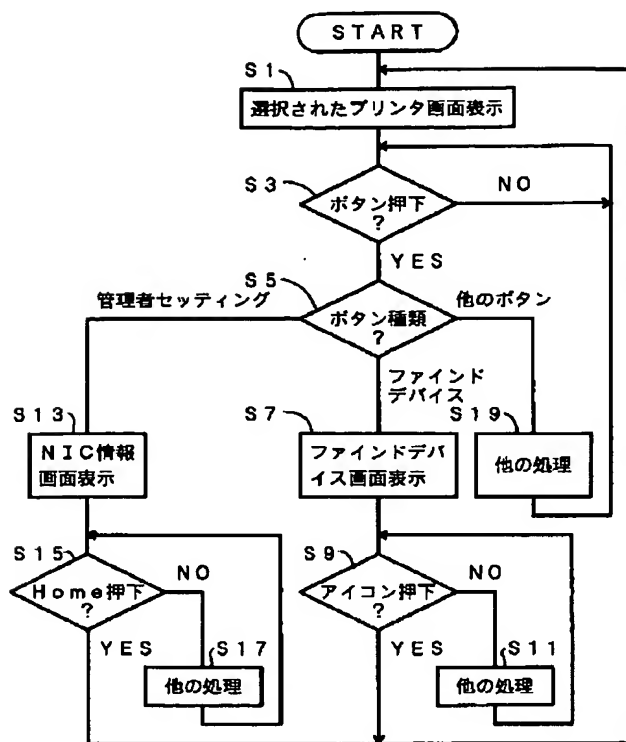 START
S1
選択されたプリンタ画面表示
S3
ボタン押下
?
NO
YES
S5
管理者セッティング
ボタン種類
?
他のボタン
ファインド
デバイス
S13
NIC情報
画面表示
S7
ファインドデバ
イス画面表示
S19
他の処理
S15
Home押下
?
NO
YES
S17
他の処理
S9
アイコン押下
?
NO
YES
S11
他の処理